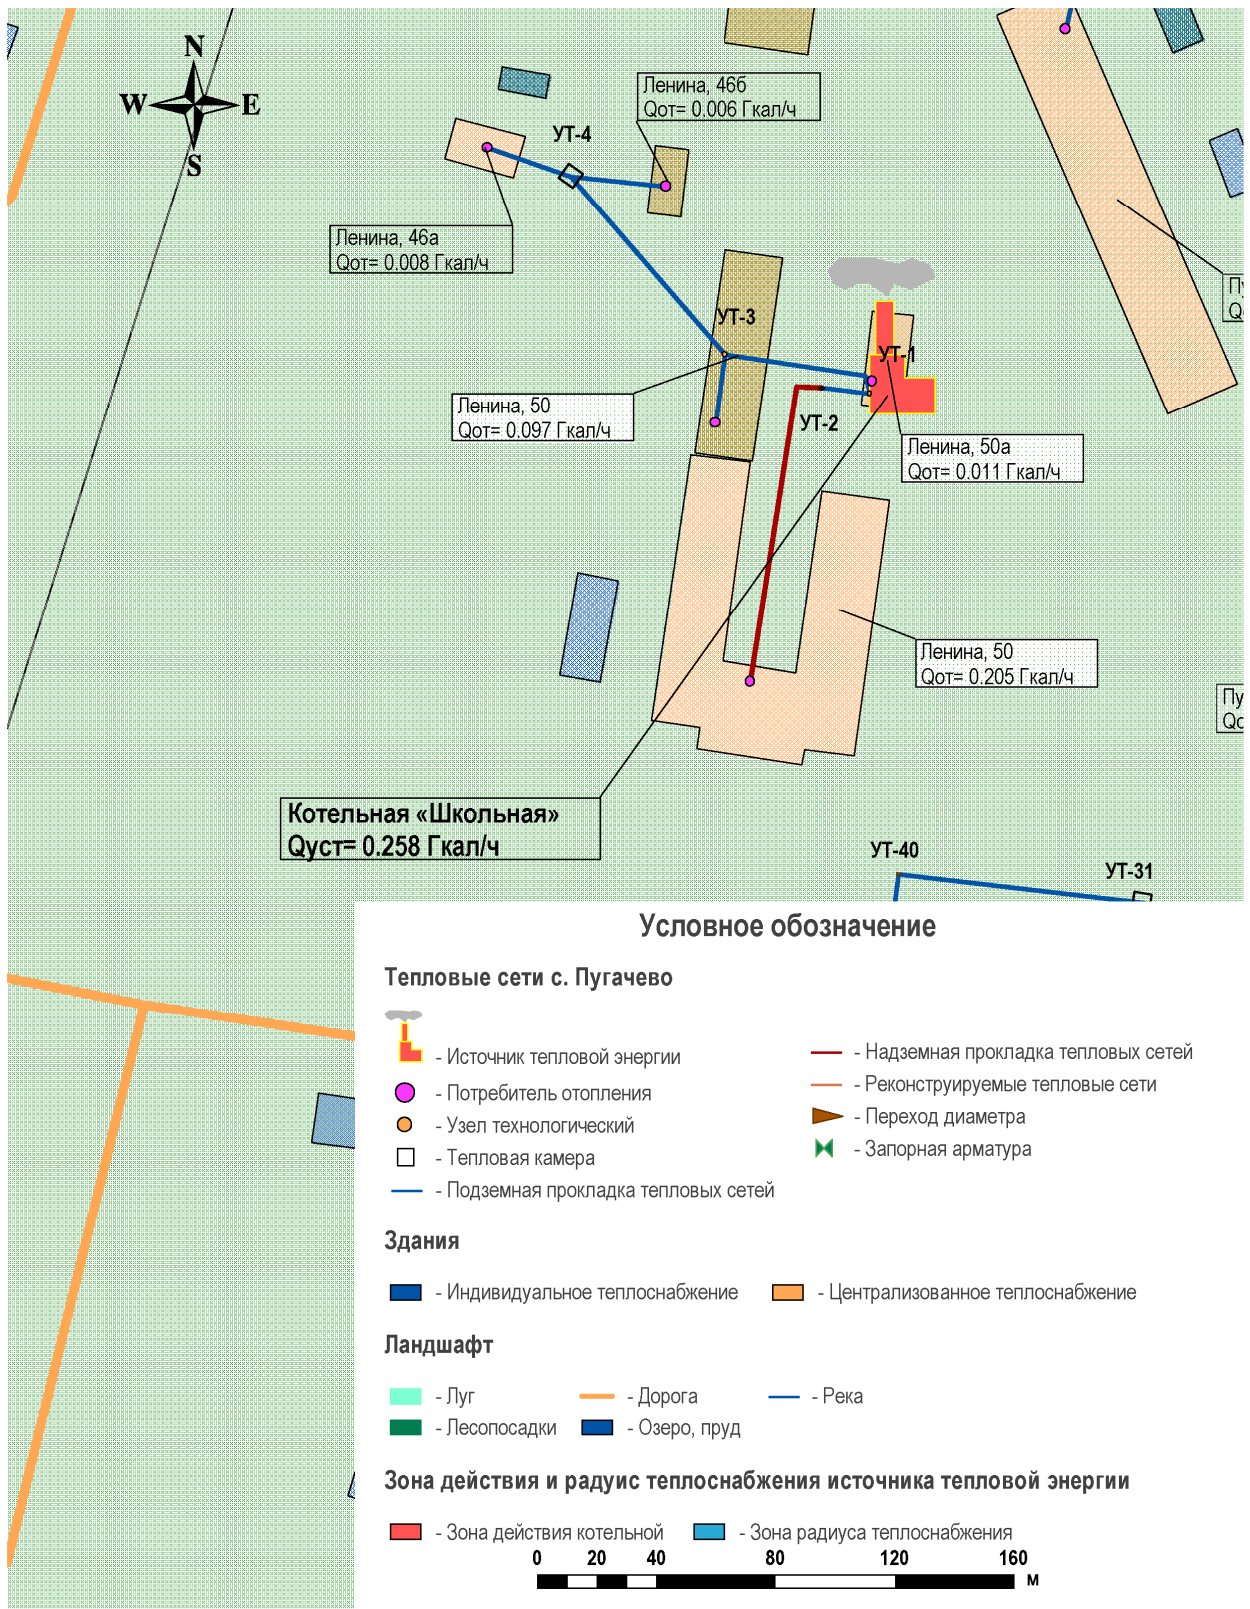 N
W E
S
УТ-4
Ленина, 46б
Qот= 0.006 Гкал/ч
Ленина, 46а
Qот= 0.008 Гкал/ч
Пу
Q
УТ-3
УТ-1
Ленина, 50
Qот= 0.097 Гкал/ч
УТ-2
Ленина, 50а
Qот= 0.011 Гкал/ч
Ленина, 50
Qот= 0.205 Гкал/ч
Пу
Qо
Котельная «Школьная»
Qуст= 0.258 Гкал/ч
УТ-40
УТ-31
Условное обозначение
Тепловые сети с. Пугачево
- Источник тепловой энергии
- Потребитель отопления
- Узел технологический
- Тепловая камера
- Подземная прокладка тепловых сетей
- Надземная прокладка тепловых сетей
- Реконструируемые тепловые сети
- Переход диаметра
- Запорная арматура
Здания
- Индивидуальное теплоснабжение
- Централизованное теплоснабжение
Ландшафт
- Луг
- Дорога
- Река
- Лесопосадки
- Озеро, пруд
Зона действия и радуис теплоснабжения источника тепловой энергии
- Зона действия котельной
- Зона радиуса теплоснабжения
0 20 40 80 120 160
м